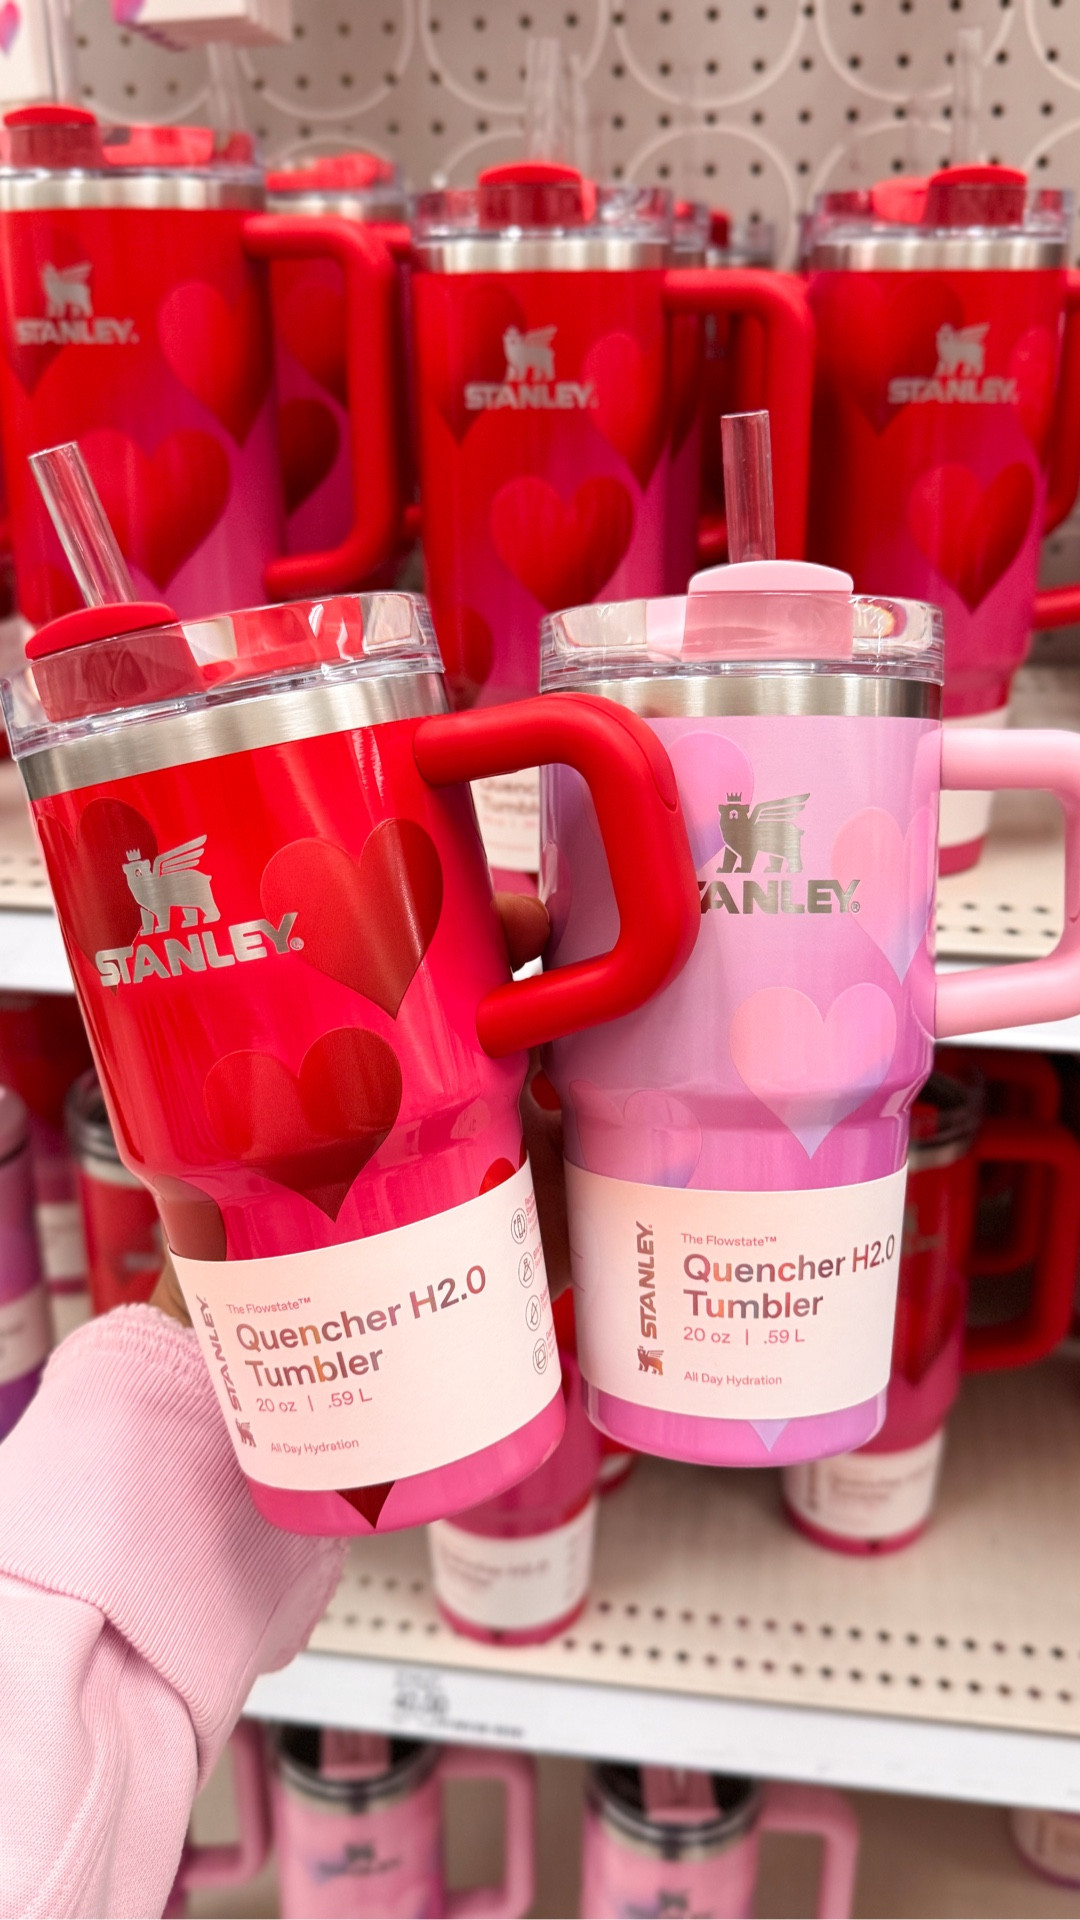 STANLEY.
STANLEY.
STANLEY.
STANLEY®
The Flowstate™
Quencher H2.0
Tumbler
20 oz | .59 L
All Day Hydration
STANLEY.
TANLEY®
The Flowstate™
Quencher H2.0
Tumbler
20 oz | .59 L
All Day Hydration
STANLEY.